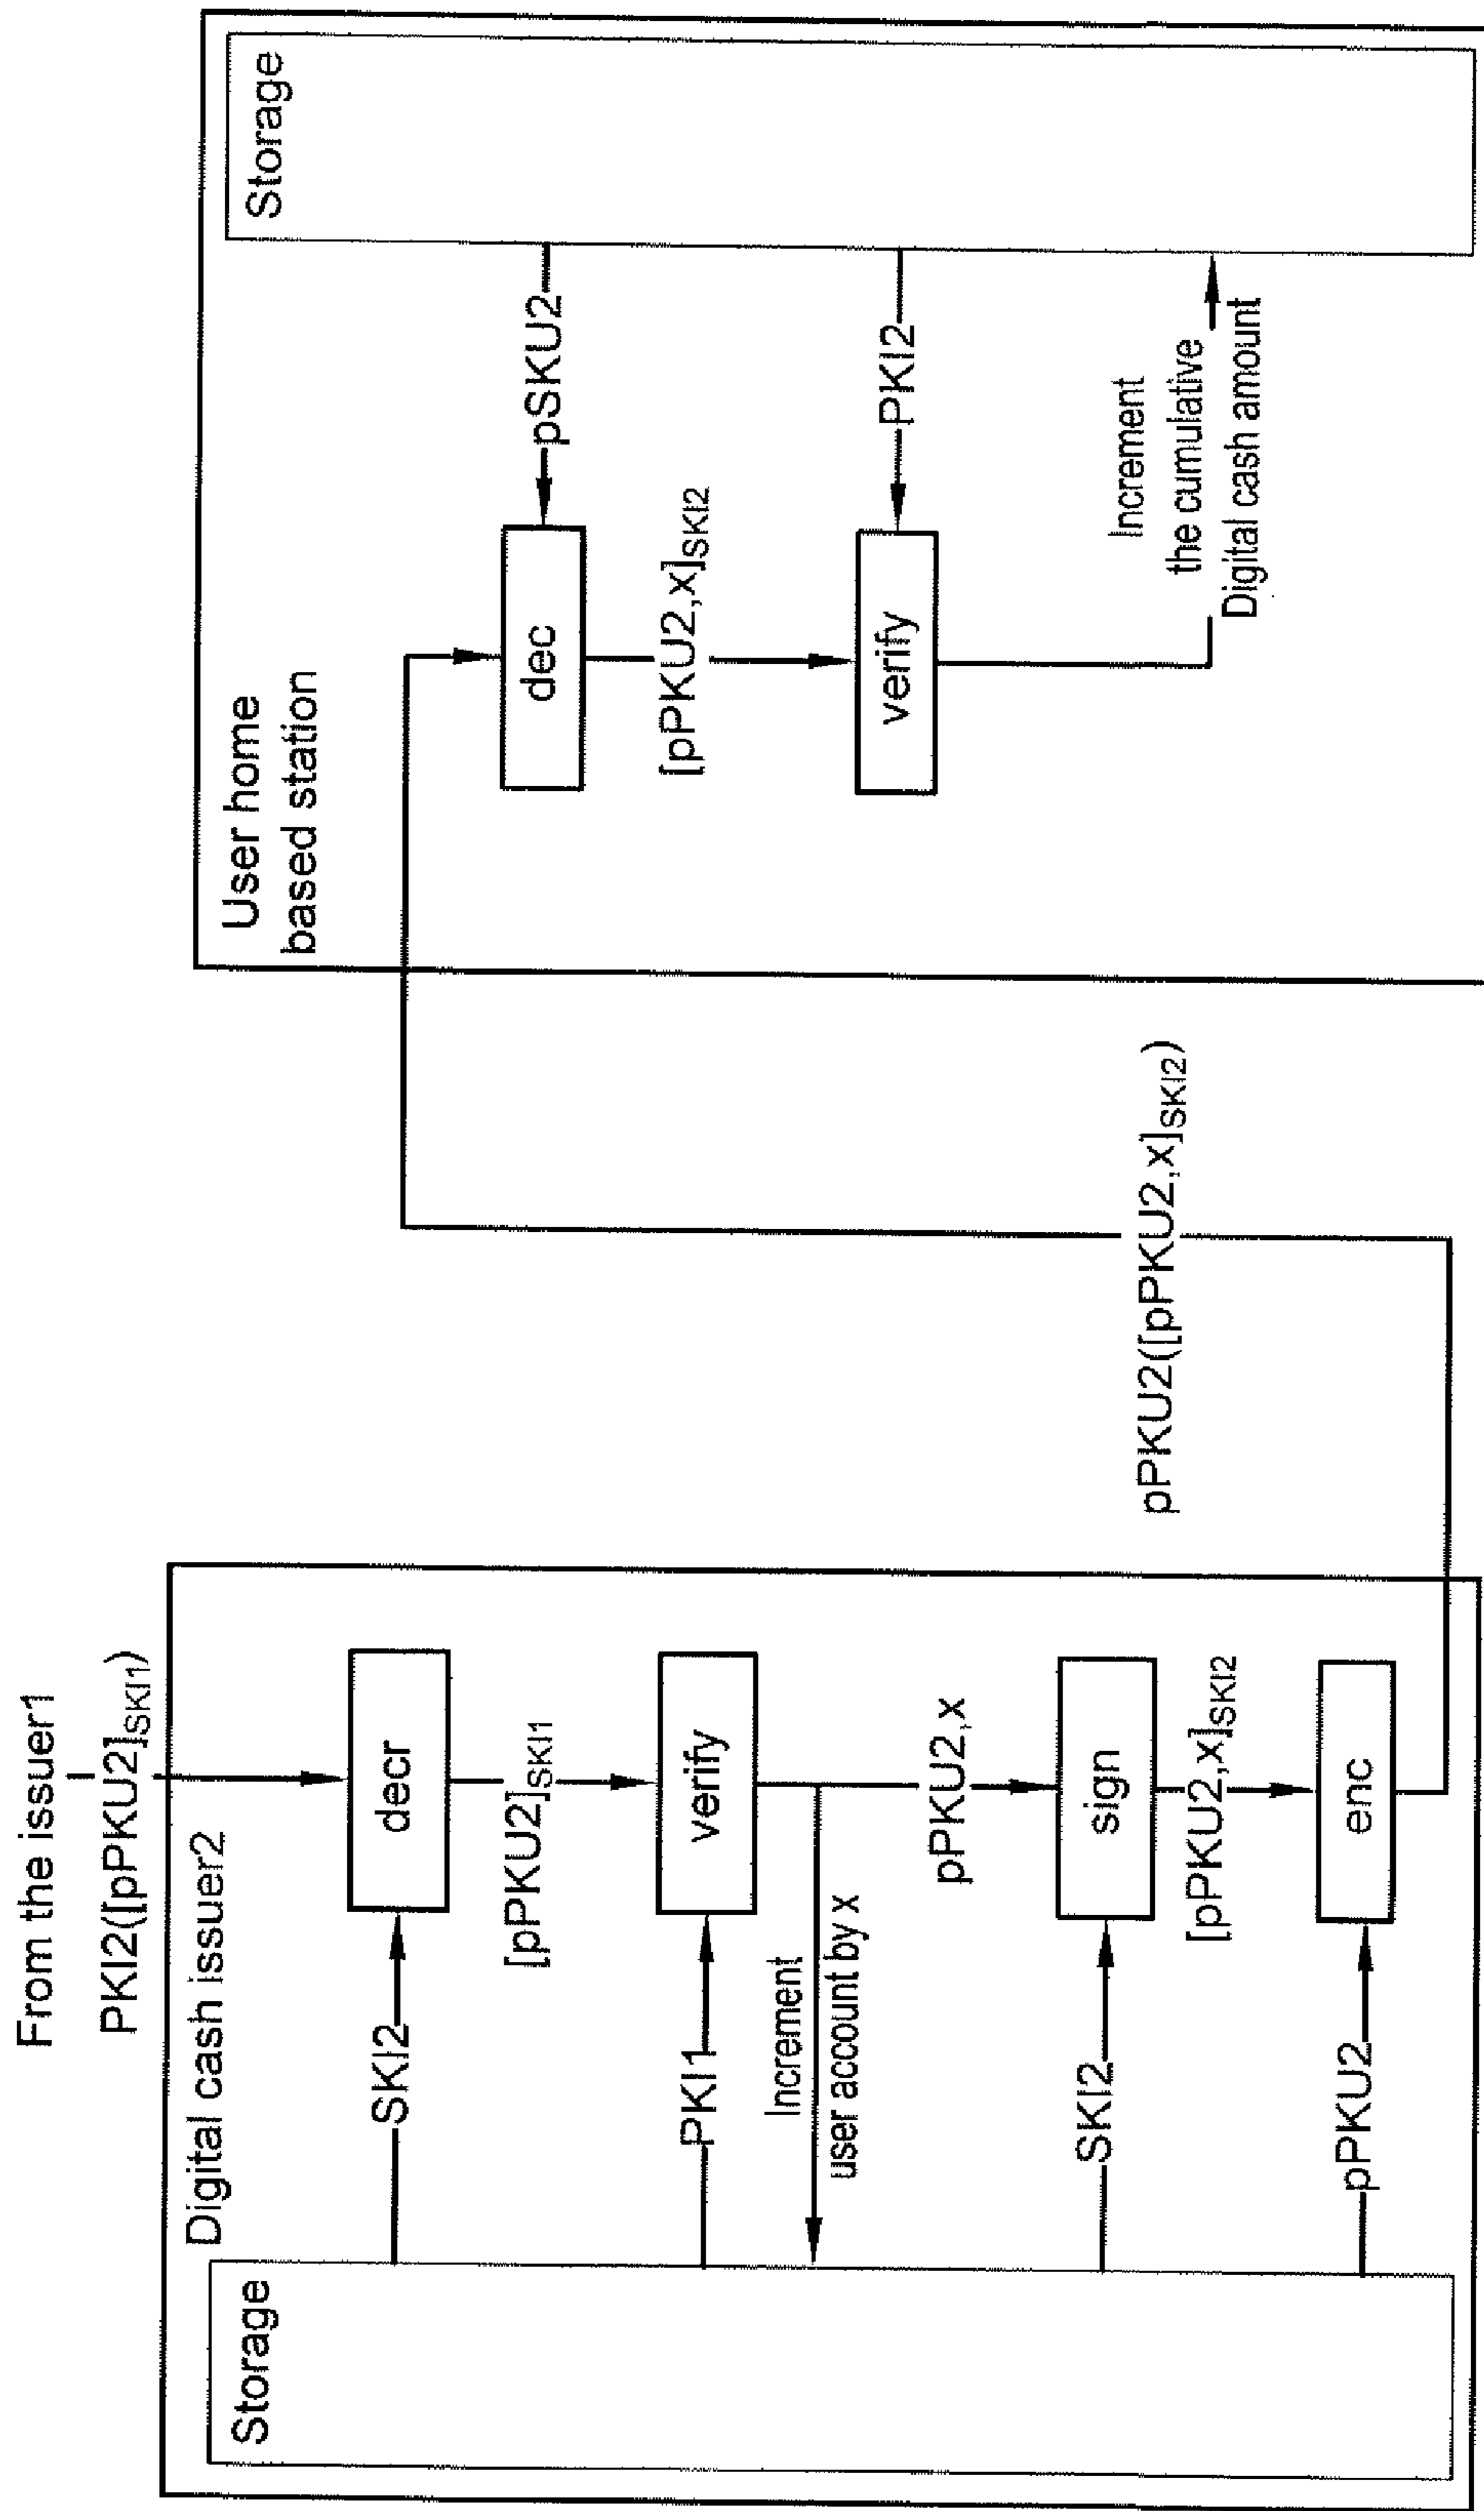 From the issuer1
PKI2([pPKU2]SKI1)
Digital cash issuer2
Storage
SKI2
decr
[pPKU2]SKI1
PKI1
verify
Increment
user account by x
pPKU2,x
SKI2
sign
[pPKU2,x]SKI2
pPKU2
enc
pPKU2([pPKU2,x]SKI2)
User home
based station
Storage
pSKU2
dec
[pPKU2,x]SKI2
PKI2
verify
Increment
the cumulative
Digital cash amount